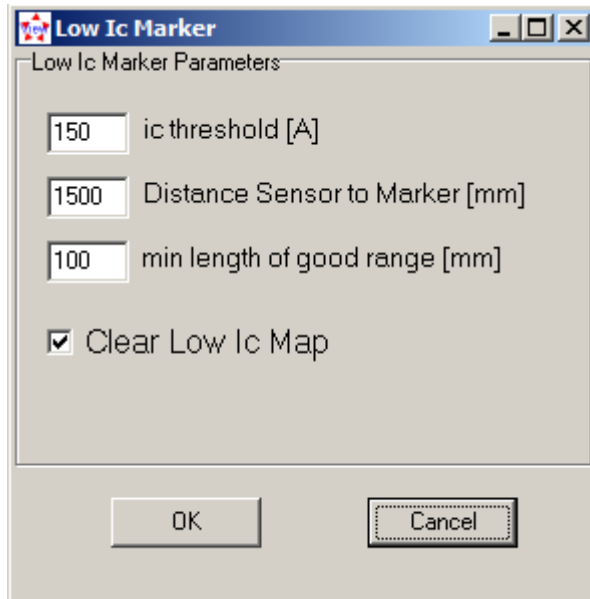 View Low Ic Marker
Low Ic Marker Parameters
150 ic threshold [A]
1500 Distance Sensor to Marker [mm]
100 min length of good range [mm]
Clear Low Ic Map
OK Cancel